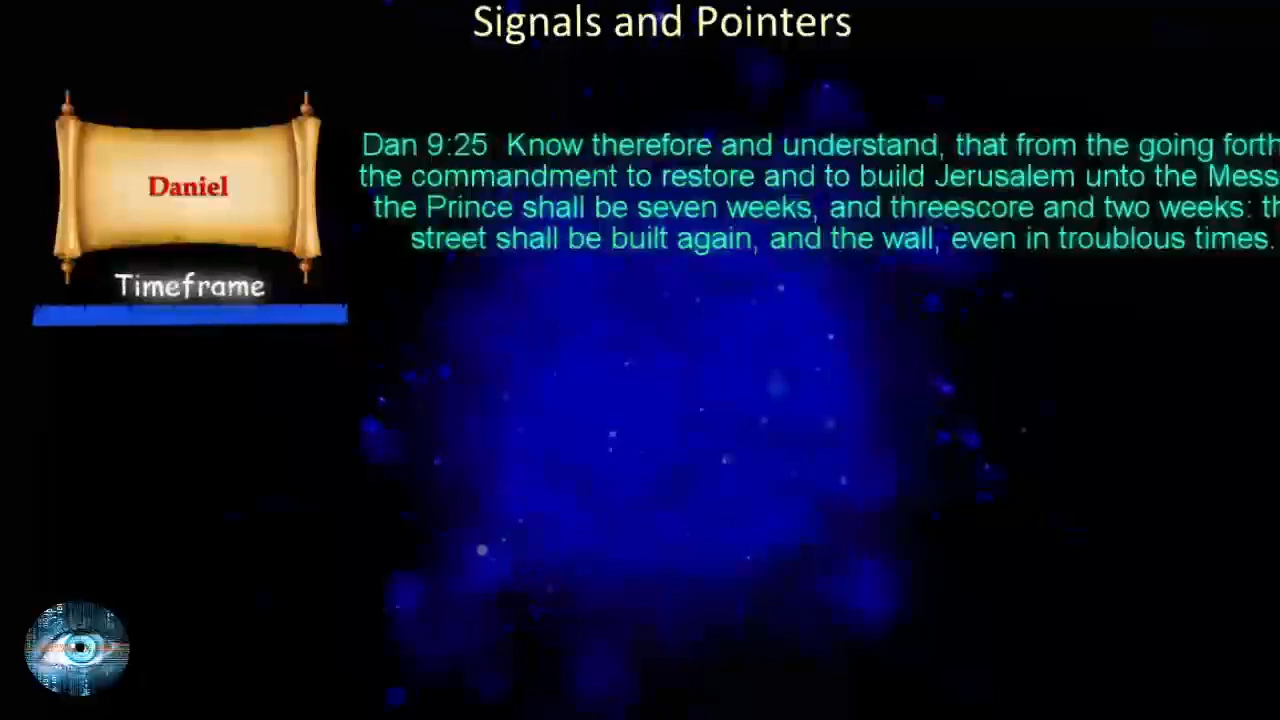 Signals and Pointers
Daniel
Timeframe
Dan 9:25 Know therefore and understand, that from the going forth
the commandment to restore and to build Jerusalem unto the Mess
the Prince shall be seven weeks, and threescore and two weeks: th
street shall be built again, and the wall, even in troublous times.